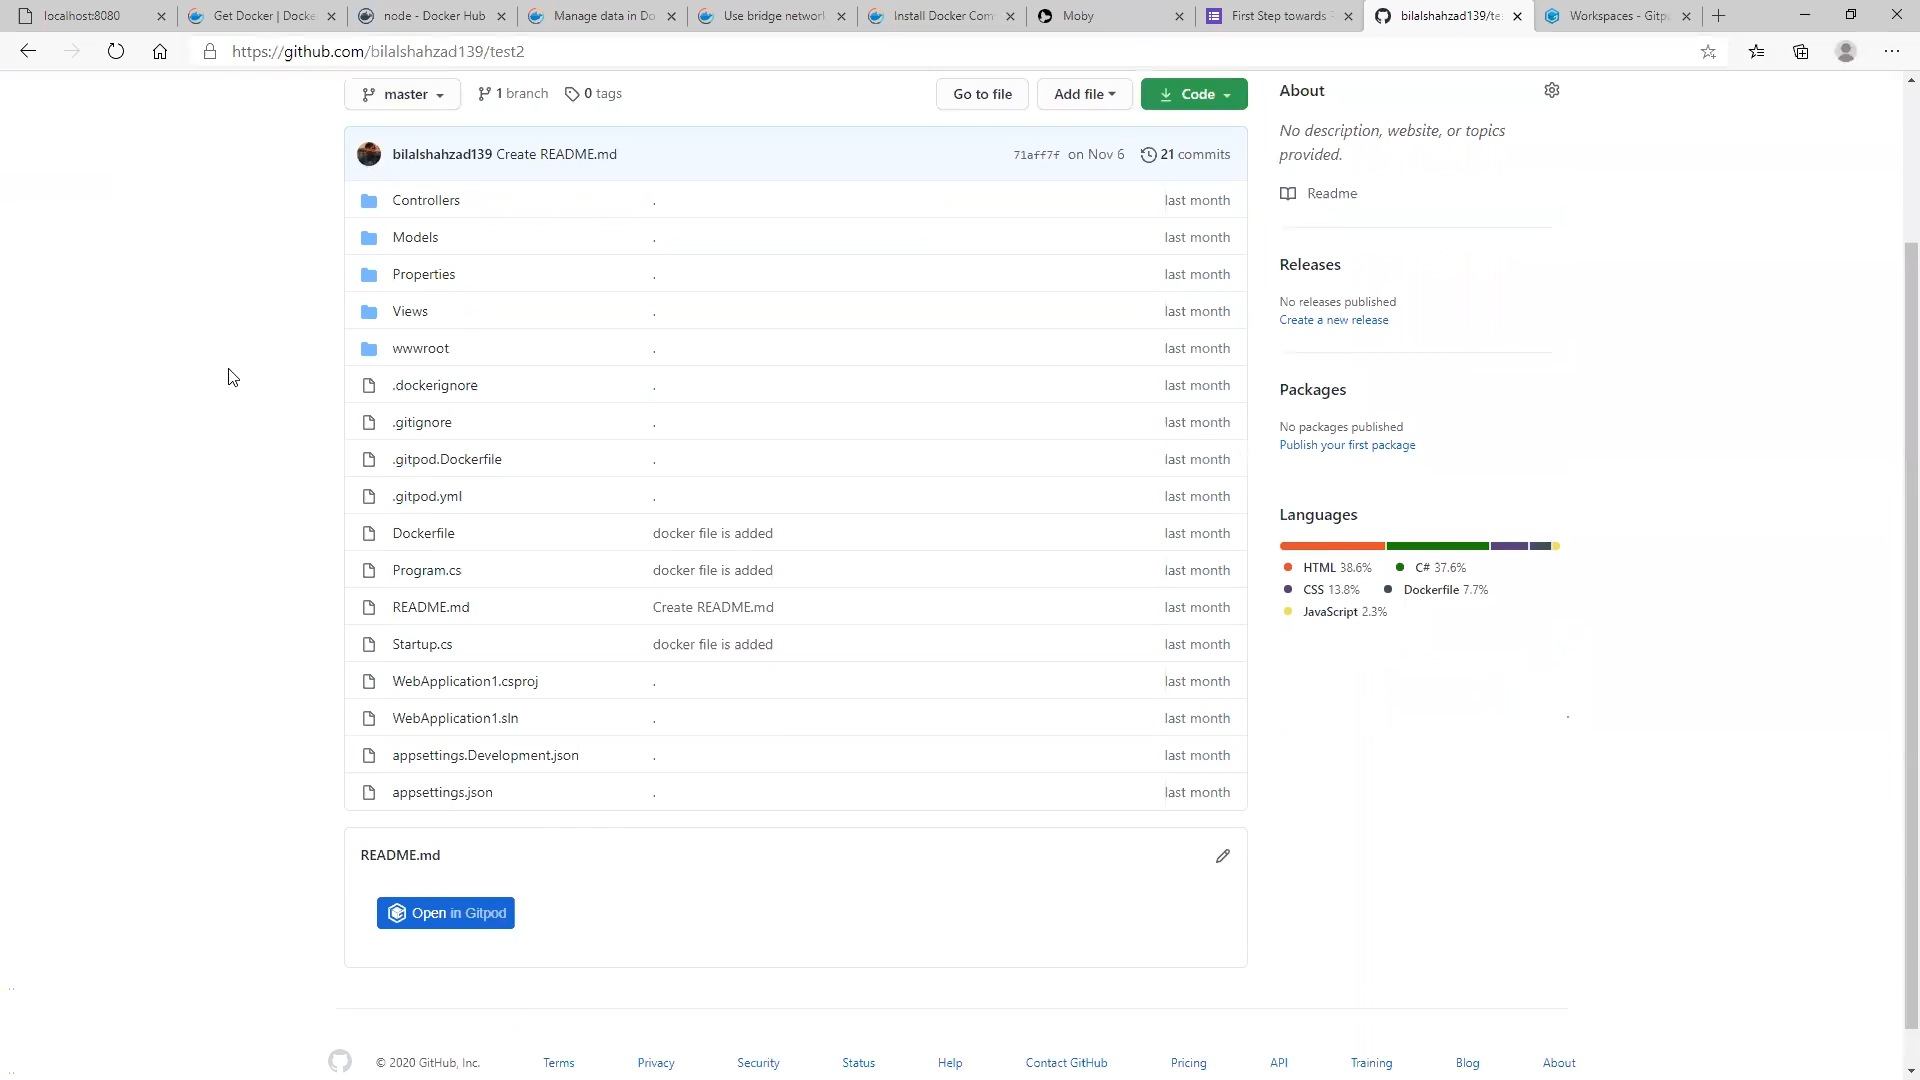 localhost:8080
Get Docker | Docke
node - Docker Hub
Manage data in Do
Use bridge network
Install Docker Com
Moby
First Step towards
bilalshahzad139/te
Workspaces - Gitp
https://github.com/bilalshahzad139/test2
master
1 branch
0 tags
Go to file
Add file
Code
bilalshahzad139 Create README.md
71aff7f on Nov 6
21 commits
Controllers . last month
Models . last month
Properties . last month
Views . last month
wwwroot . last month
.dockerignore . last month
.gitignore . last month
.gitpod.Dockerfile . last month
.gitpod.yml . last month
Dockerfile docker file is added last month
Program.cs docker file is added last month
README.md Create README.md last month
Startup.cs docker file is added last month
WebApplication1.csproj . last month
WebApplication1.sln . last month
appsettings.Development.json . last month
appsettings.json . last month
README.md
Open in Gitpod
About
No description, website, or topics
provided.
Readme
Releases
No releases published
Create a new release
Packages
No packages published
Publish your first package
Languages
HTML 38.6% C# 37.6%
CSS 13.8% Dockerfile 7.7%
JavaScript 2.3%
© 2020 GitHub, Inc. Terms Privacy Security Status Help Contact GitHub Pricing API Training Blog About